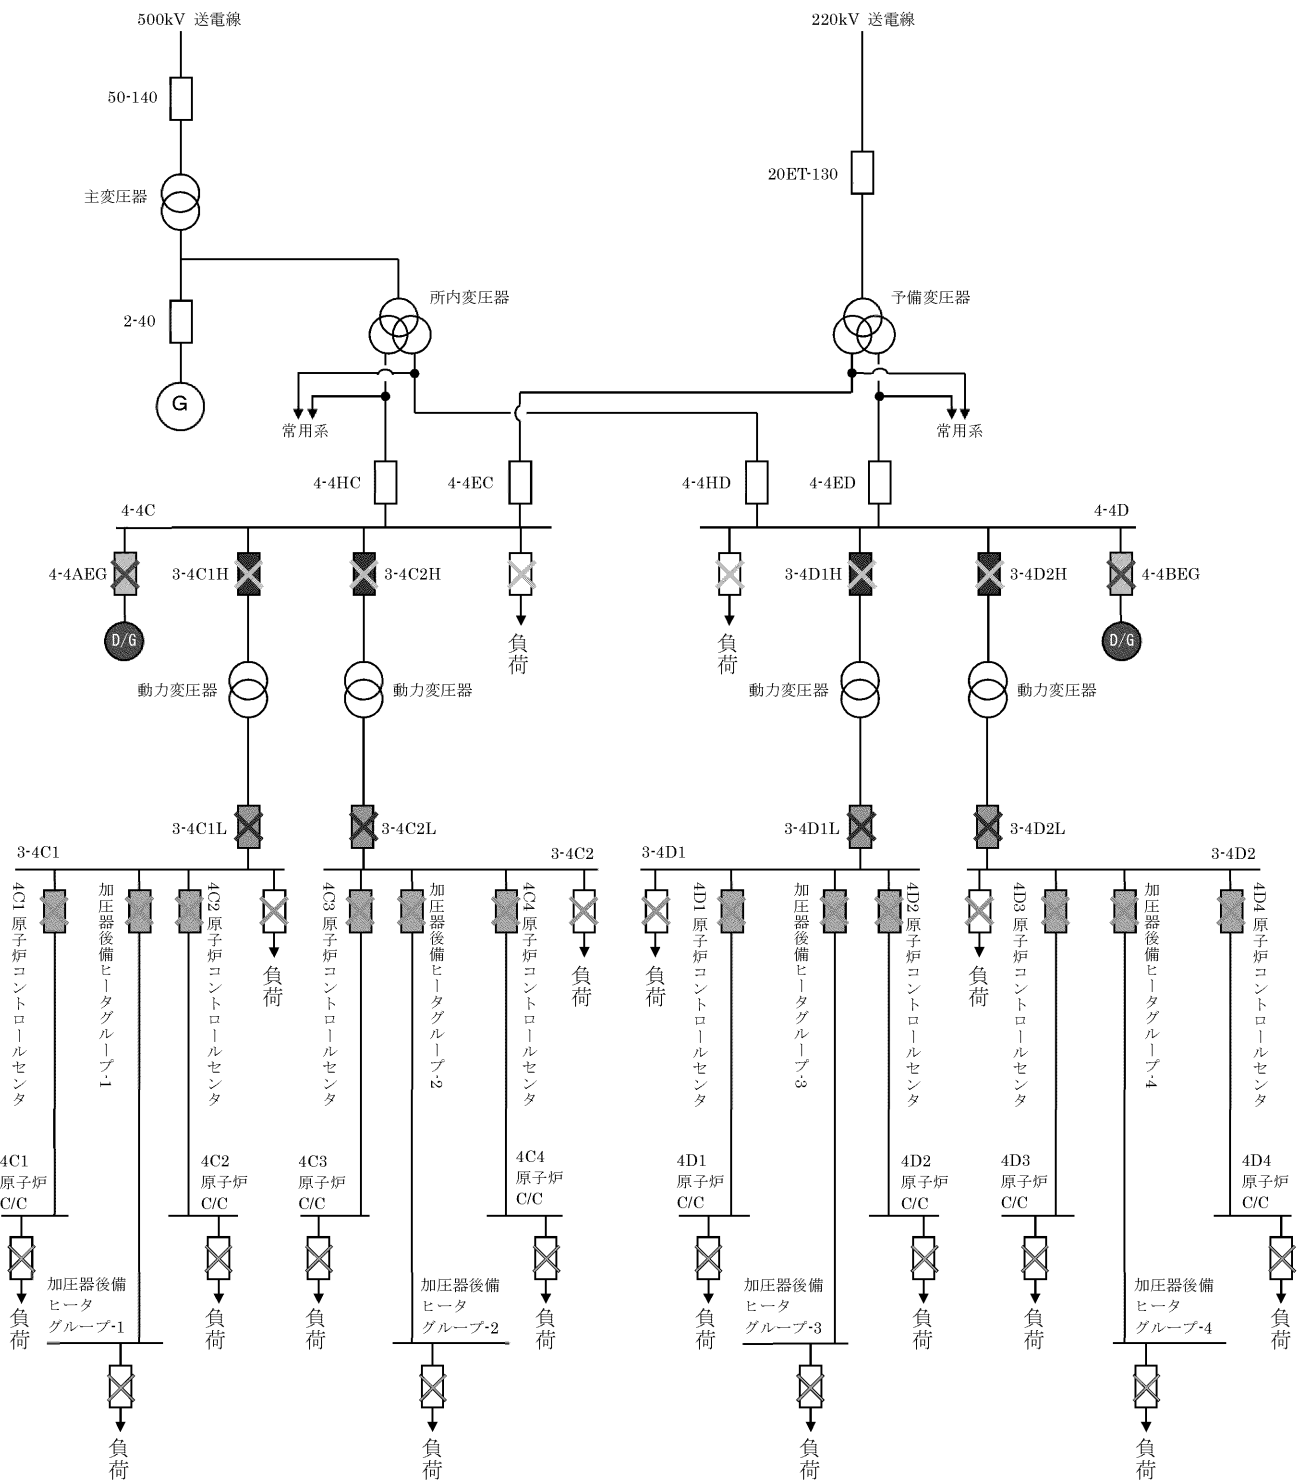 500kV 送電線
220kV 送電線
50-140
20ET-130
主変圧器
所内変圧器
予備変圧器
2-40
G
常用系
常用系
4-4HC
4-4EC
4-4HD
4-4ED
4-4C
4-4D
4-4AEG
3-4C1H
3-4C2H
3-4D1H
3-4D2H
4-4BEG
D/G
負荷
負荷
D/G
動力変圧器
動力変圧器
動力変圧器
動力変圧器
3-4C1L
3-4C2L
3-4D1L
3-4D2L
3-4C1
3-4C2
3-4D1
3-4D2
4C1原子炉コントロールセンタ
加圧器後備ヒータグループ-1
4C2原子炉コントロールセンタ
負荷
4C3原子炉コントロールセンタ
加圧器後備ヒータグループ-2
4C4原子炉コントロールセンタ
負荷
負荷
4D1原子炉コントロールセンタ
加圧器後備ヒータグループ-3
4D2原子炉コントロールセンタ
負荷
4D3原子炉コントロールセンタ
加圧器後備ヒータグループ-4
4D4原子炉コントロールセンタ
4C1
原子炉
C/C
4C2
原子炉
C/C
4C3
原子炉
C/C
4C4
原子炉
C/C
4D1
原子炉
C/C
4D2
原子炉
C/C
4D3
原子炉
C/C
4D4
原子炉
C/C
負荷
負荷
負荷
負荷
負荷
負荷
負荷
負荷
加圧器後備
ヒータ
グループ-1
加圧器後備
ヒータ
グループ-2
加圧器後備
ヒータ
グループ-3
加圧器後備
ヒータ
グループ-4
負荷
負荷
負荷
負荷